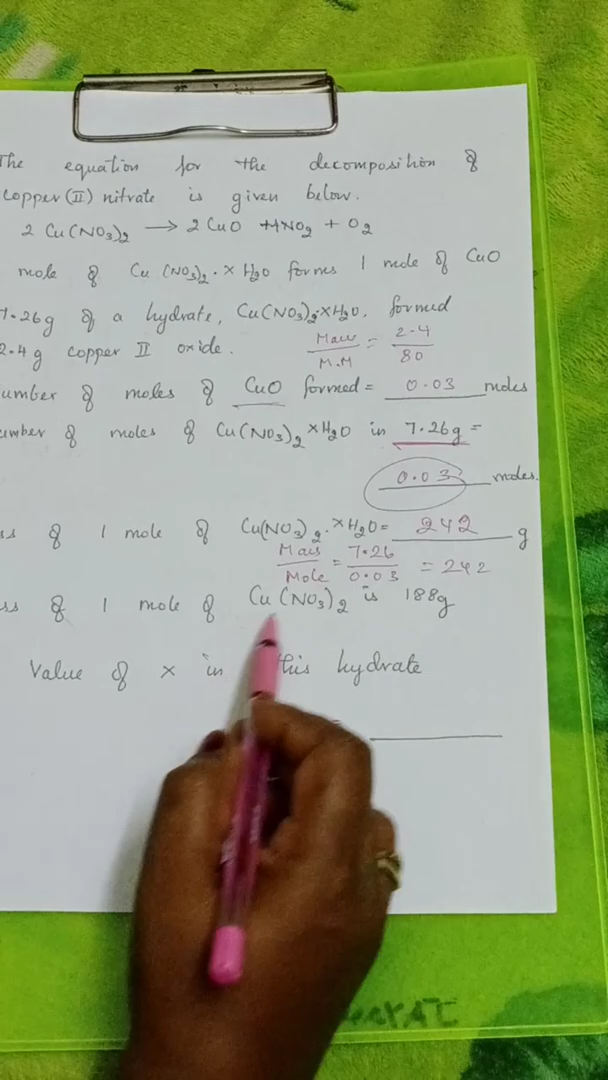 The equation for the decomposition of
copper (II) nitrate is given below.
2 Cu(NO₃)₂ → 2 CuO + 4NO₂ + O₂
mole of Cu (NO₃)₂ . x H₂O forms 1 mole of CuO
7.26g of a hydrate, Cu(NO₃)₂.xH₂O, formed
2.4g copper II oxide.
Mass/M.M = 2.4/80
umber of moles of CuO formed = 0.03 moles
umber of moles of Cu(NO₃)₂ x H₂O in 7.26g =
0.03 moles.
ss of 1 mole of Cu(NO₃)₂ . x H₂O = 242 g
Mass/Mole = 7.26/0.03 = 242
ss of 1 mole of Cu (NO₃)₂ is 188g
Value of x in this hydrate